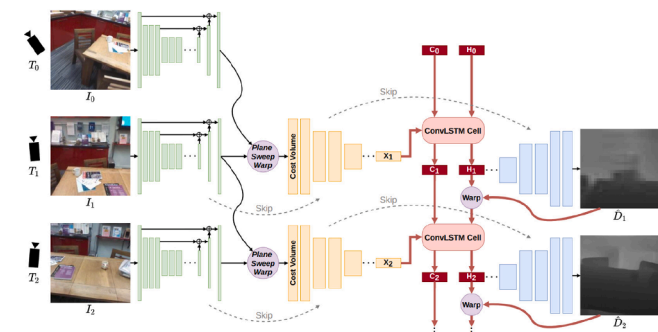 T₀
I₀
C₀
H₀
Skip
ConvLSTM Cell
T₁
I₁
Plane
Sweep
Warp
Cost Volume
X₁
C₁
H₁
Warp
D̂₁
Skip
Skip
ConvLSTM Cell
T₂
I₂
Plane
Sweep
Warp
Cost Volume
X₂
C₂
H₂
Warp
D̂₂
Skip